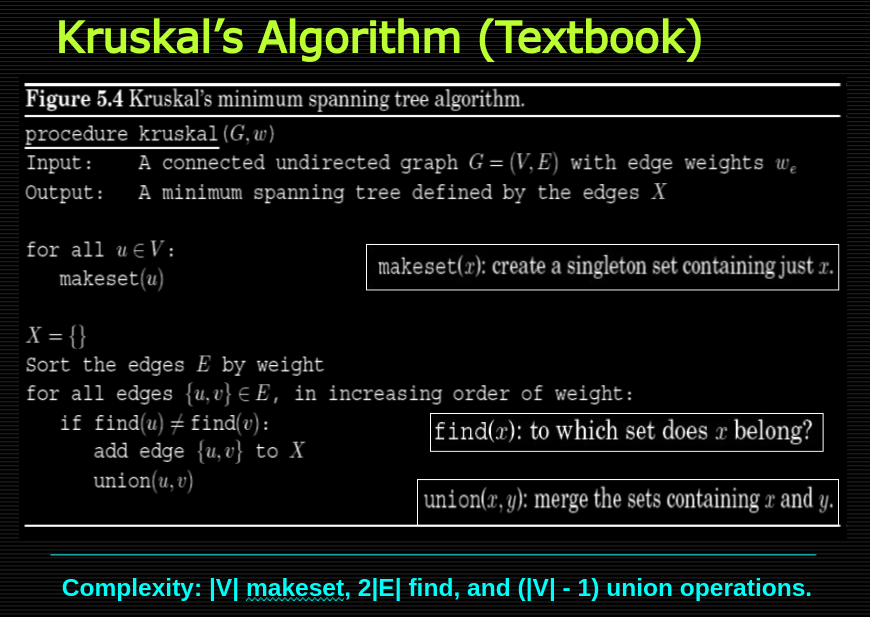 Kruskal’s Algorithm (Textbook)
Figure 5.4 Kruskal’s minimum spanning tree algorithm.
procedure kruskal(G, w)
Input: A connected undirected graph G = (V, E) with edge weights wₑ
Output: A minimum spanning tree defined by the edges X
for all u ∈ V:
makeset(u)
makeset(x): create a singleton set containing just x.
X = {}
Sort the edges E by weight
for all edges {u, v} ∈ E, in increasing order of weight:
if find(u) ≠ find(v):
find(x): to which set does x belong?
add edge {u, v} to X
union(u, v)
union(x, y): merge the sets containing x and y.
Complexity: |V| makeset, 2|E| find, and (|V| - 1) union operations.